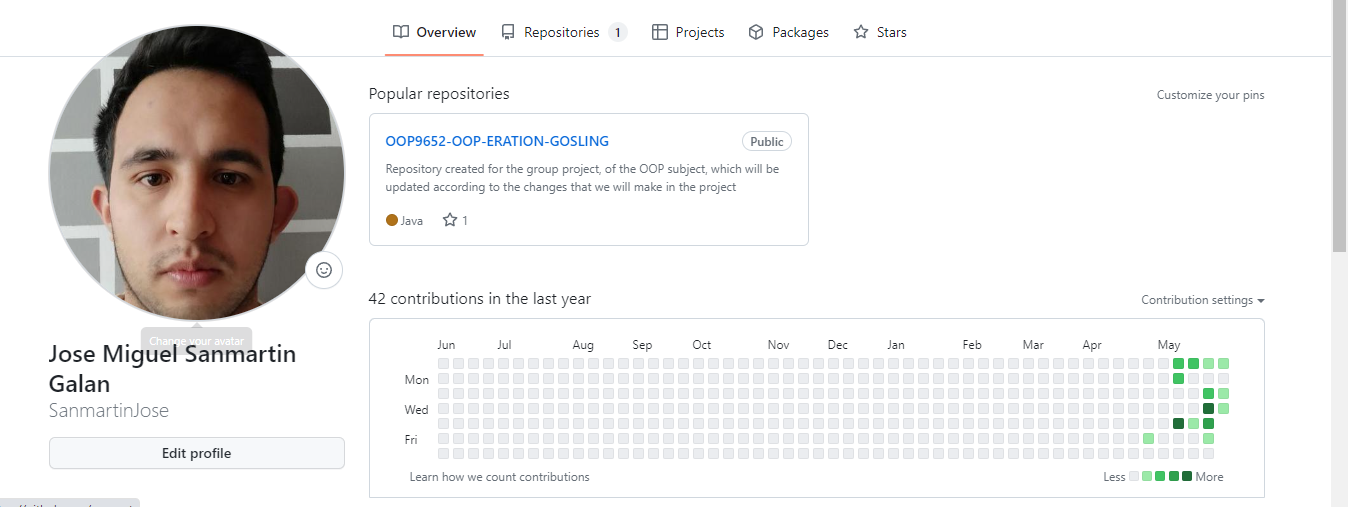 Overview Repositories 1 Projects Packages Stars
Popular repositories
Customize your pins
OOP9652-OOP-ERATION-GOSLING Public
Repository created for the group project, of the OOP subject, which will be
updated according to the changes that we will make in the project
Java 1
42 contributions in the last year
Contribution settings
Jun Jul Aug Sep Oct Nov Dec Jan Feb Mar Apr May
Mon
Wed
Fri
Learn how we count contributions
Less More
Change your avatar
Jose Miguel Sanmartin
Galan
SanmartinJose
Edit profile